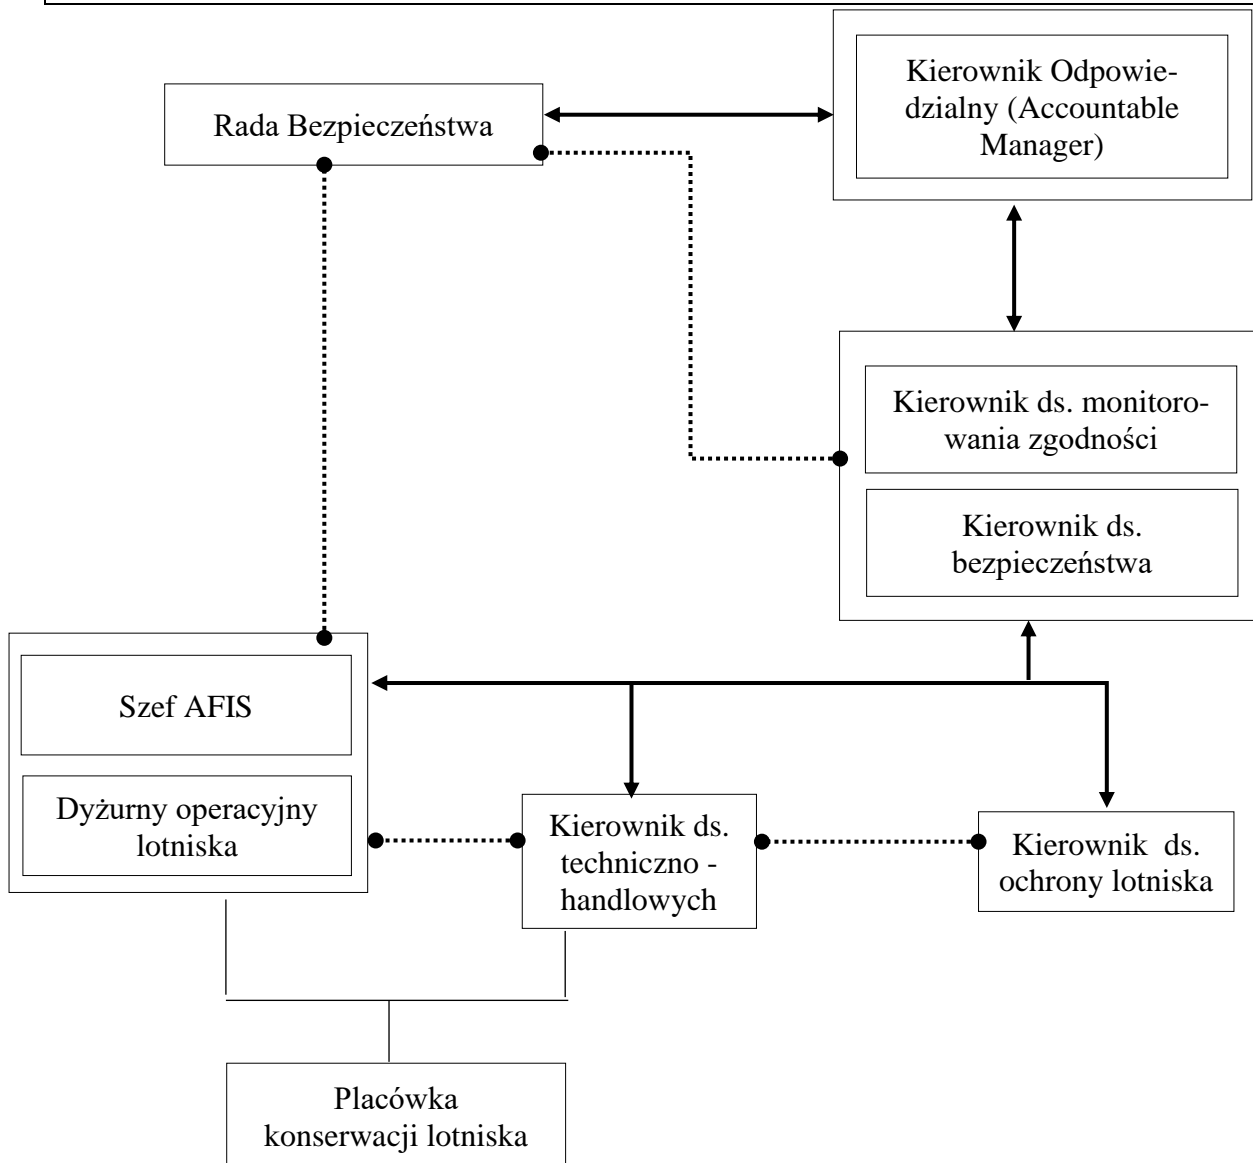 Kierownik Odpowie-
dzialny (Accountable
Manager)
Rada Bezpieczeństwa
Kierownik ds. monitoro-
wania zgodności
Kierownik ds.
bezpieczeństwa
Szef AFIS
Dyżurny operacyjny
lotniska
Kierownik ds.
techniczno -
handlowych
Kierownik ds.
ochrony lotniska
Placówka
konserwacji lotniska